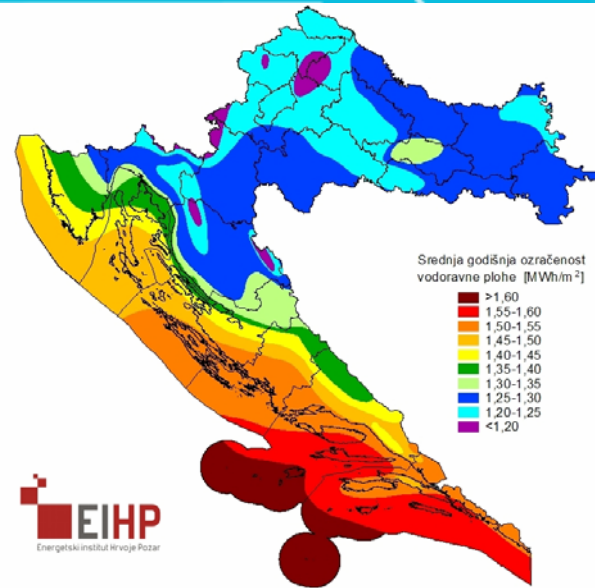 Srednja godišnja ozračenost
vodoravne plohe [MWh/m²]
>1,60
1,55-1,60
1,50-1,55
1,45-1,50
1,40-1,45
1,35-1,40
1,30-1,35
1,25-1,30
1,20-1,25
<1,20
EIHP
Energetski institut Hrvoje Požar